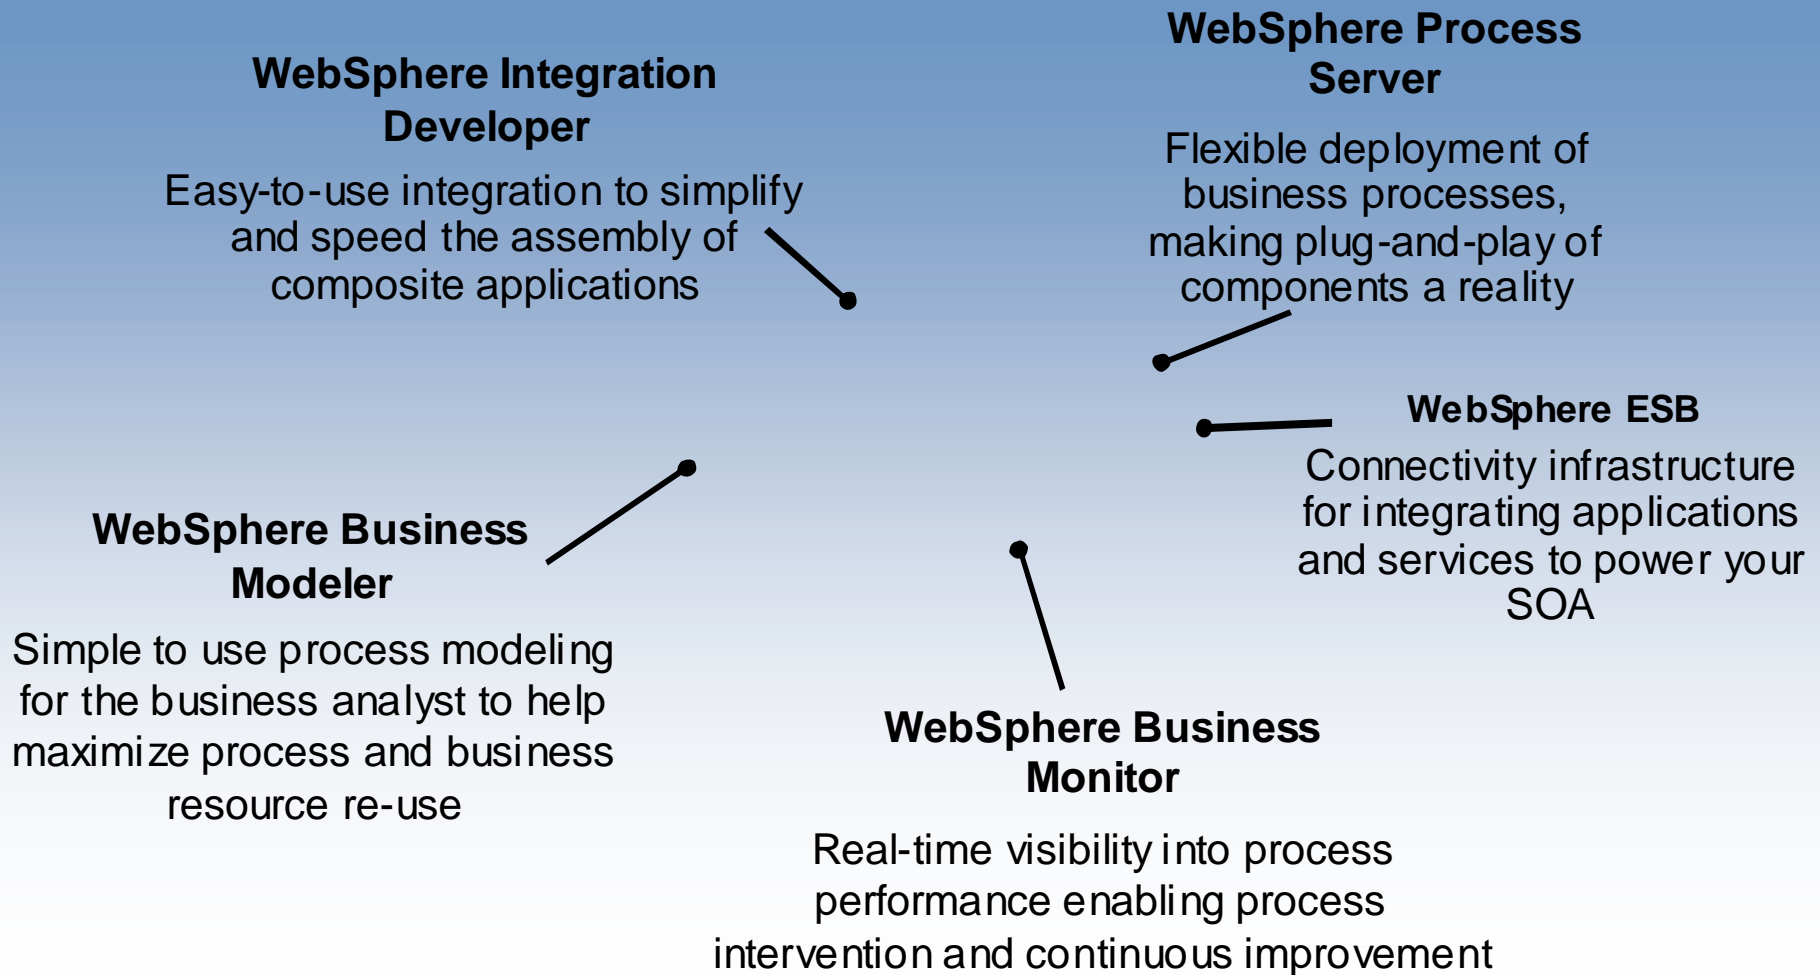 WebSphere Integration
Developer
Easy-to-use integration to simplify
and speed the assembly of
composite applications
WebSphere Process
Server
Flexible deployment of
business processes,
making plug-and-play of
components a reality
WebSphere ESB
Connectivity infrastructure
for integrating applications
and services to power your
SOA
WebSphere Business
Modeler
Simple to use process modeling
for the business analyst to help
maximize process and business
resource re-use
WebSphere Business
Monitor
Real-time visibility into process
performance enabling process
intervention and continuous improvement